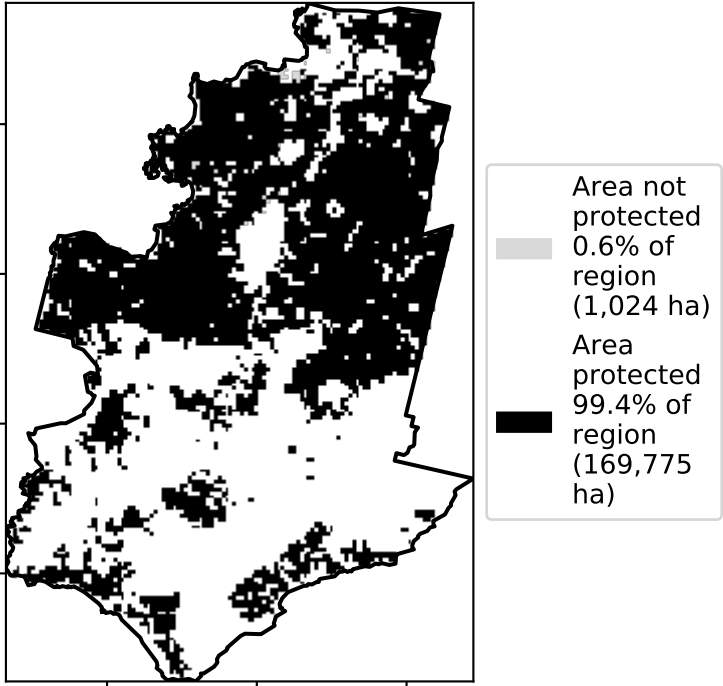 Area not
protected
0.6% of
region
(1,024 ha)
Area
protected
99.4% of
region
(169,775
ha)